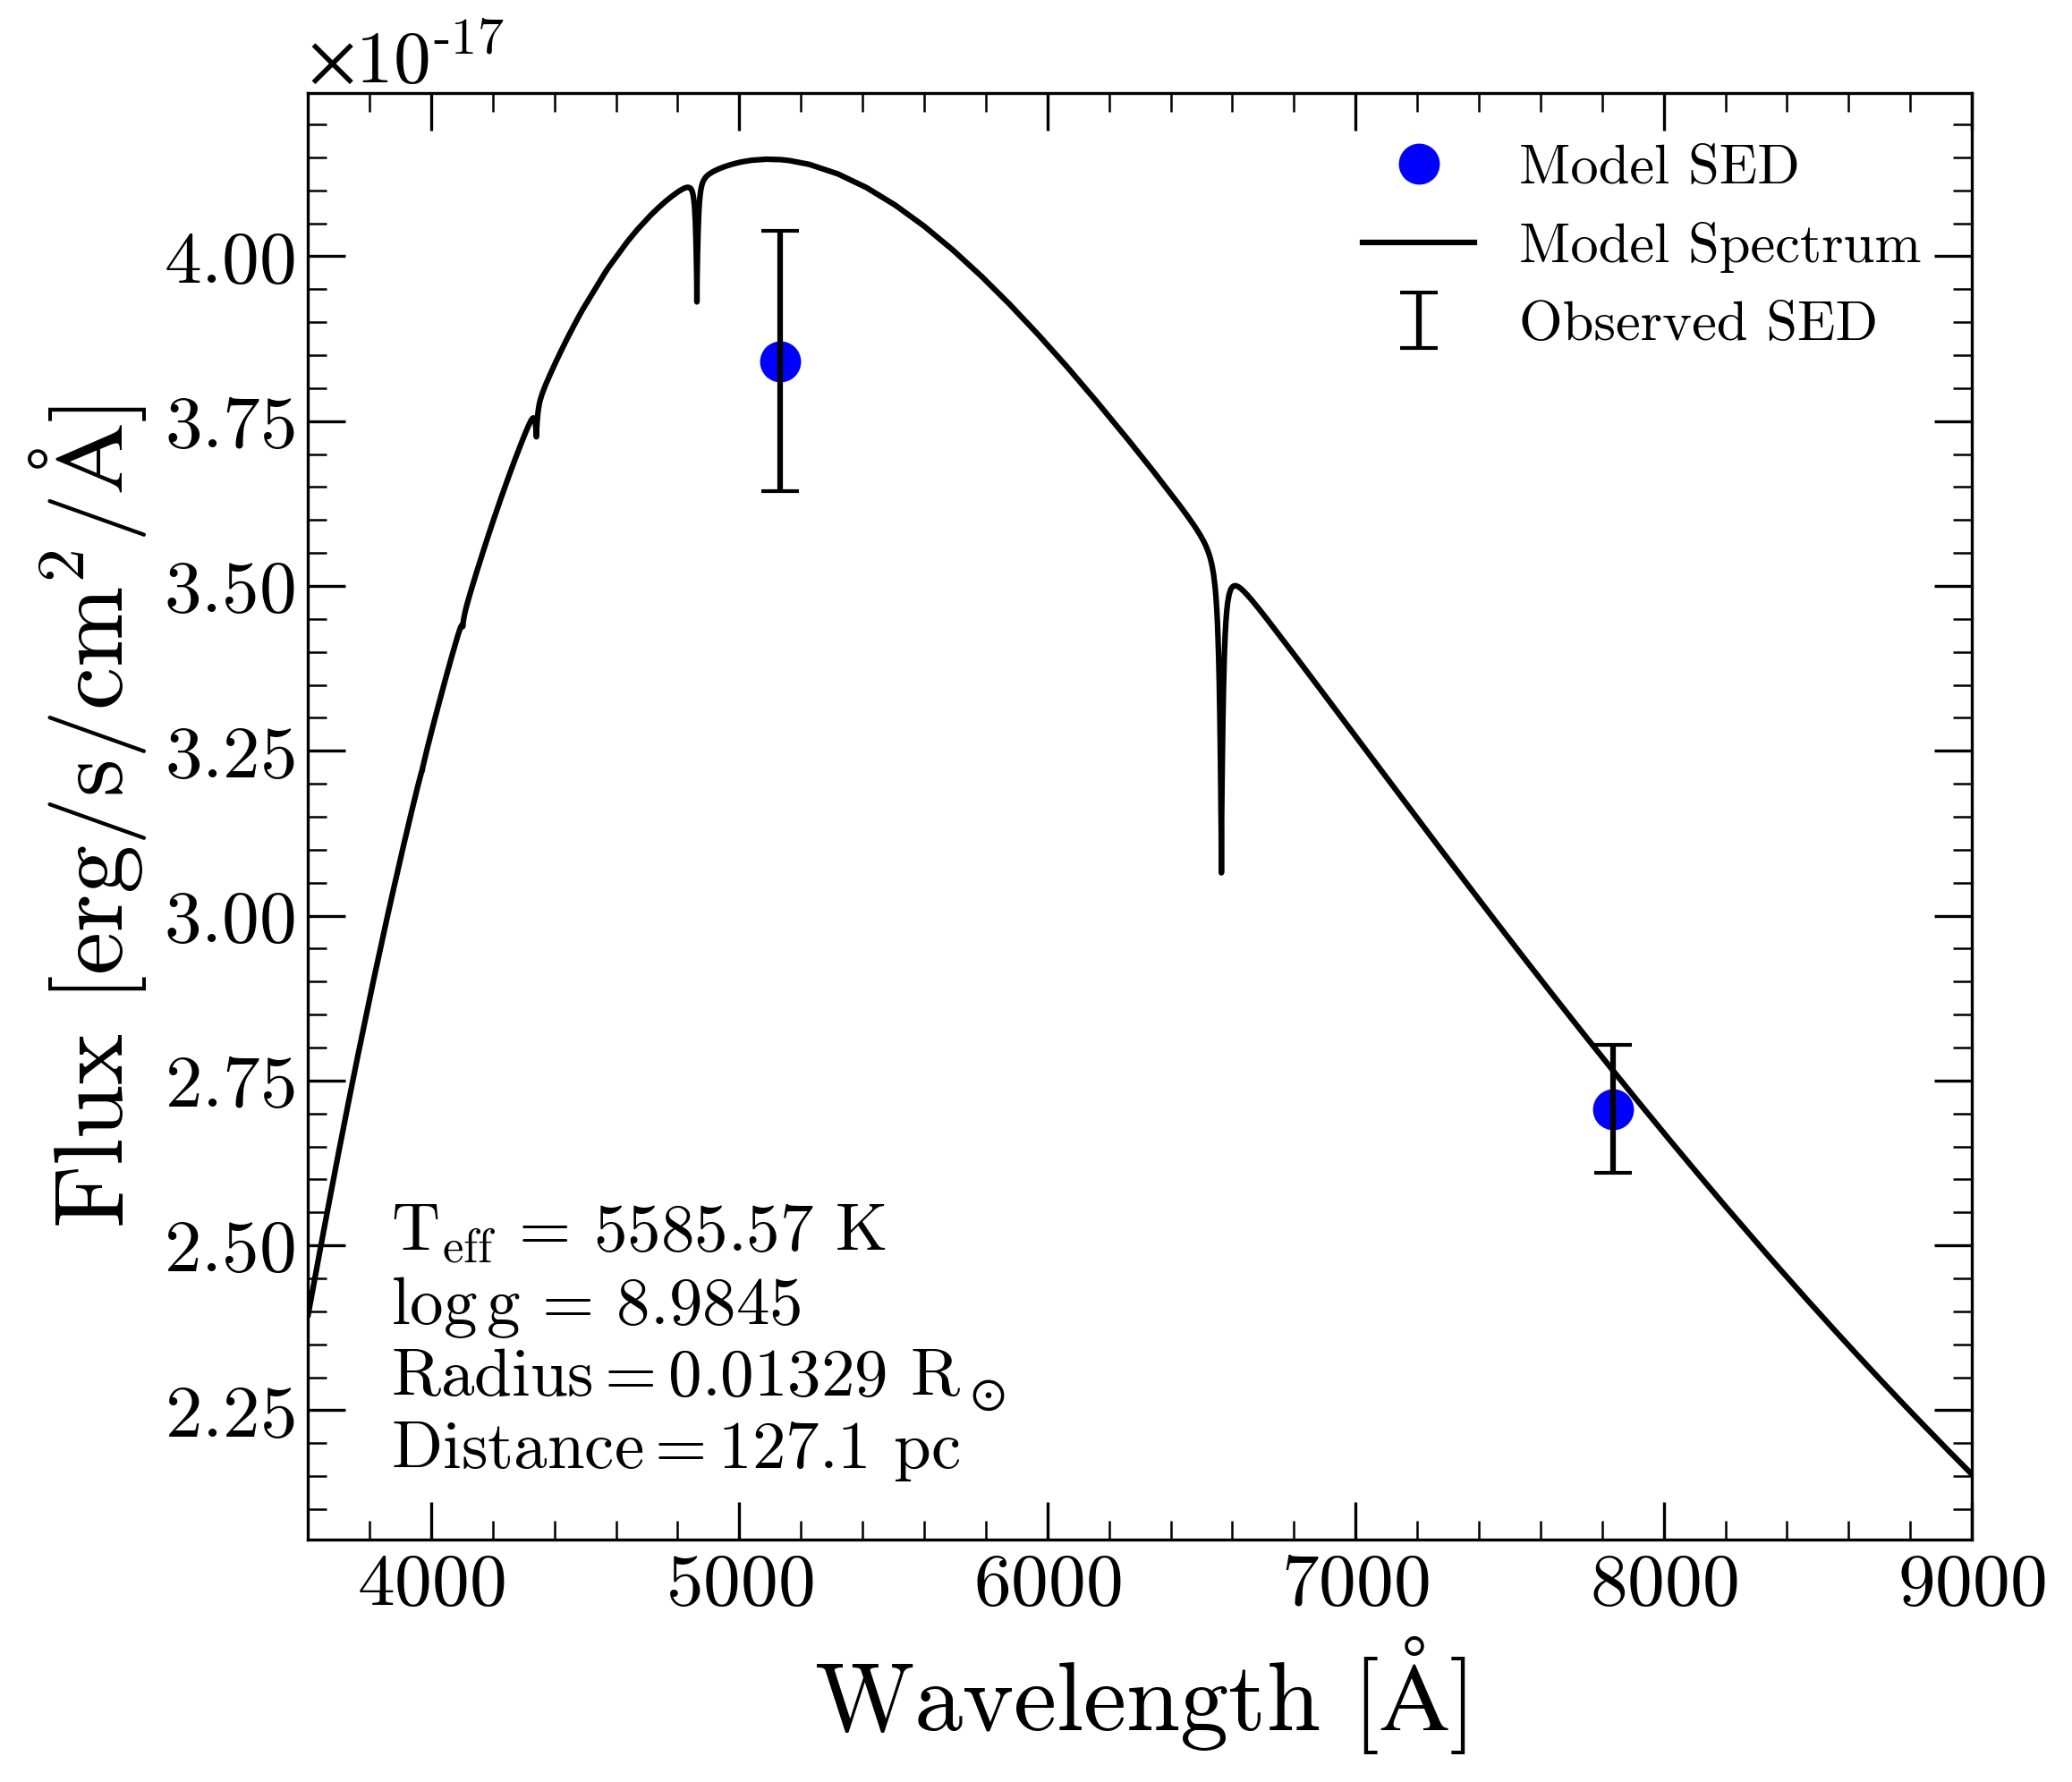 ×10-17
Model SED
Model Spectrum
Observed SED
4.00
3.75
3.50
3.25
3.00
2.75
2.50
2.25
Flux [erg/s/cm²/Å]
Teff = 5585.57 K
log g = 8.9845
Radius = 0.01329 R⊙
Distance = 127.1 pc
4000 5000 6000 7000 8000 9000
Wavelength [Å]